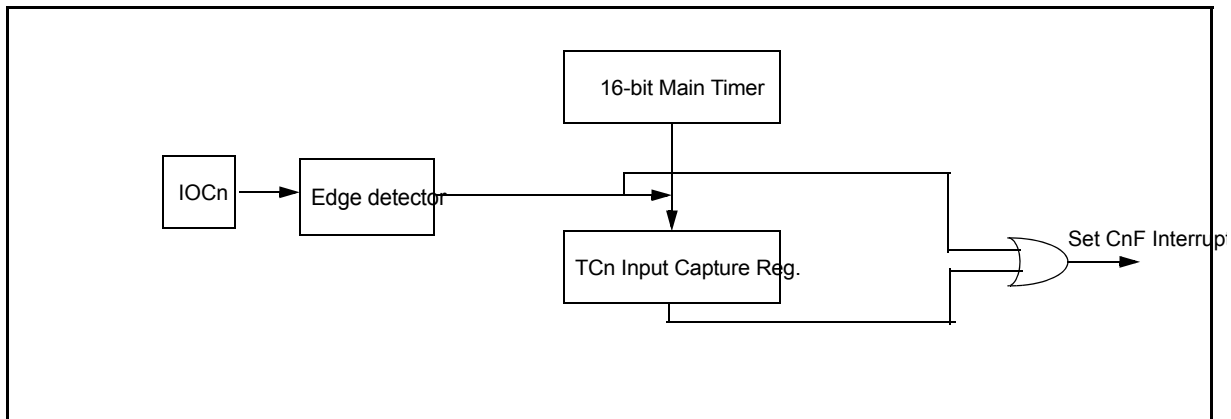 16-bit Main Timer
IOCn
Edge detector
TCn Input Capture Reg.
Set CnF Interrupt